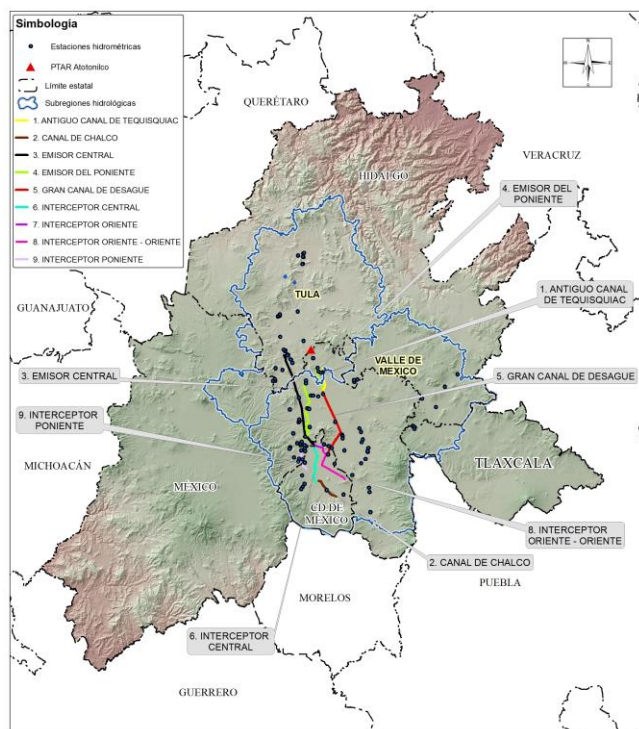 Simbología
Estaciones hidrométricas
PTAR Atotonilco
Límite estatal
Subregiones hidrológicas
1. ANTIGUO CANAL DE TEQUISQUIAC
2. CANAL DE CHALCO
3. EMISOR CENTRAL
4. EMISOR DEL PONIENTE
5. GRAN CANAL DE DESAGUE
6. INTERCEPTOR CENTRAL
7. INTERCEPTOR ORIENTE
8. INTERCEPTOR ORIENTE - ORIENTE
9. INTERCEPTOR PONIENTE
QUERÉTARO
VERACRUZ
HIDALGO
4. EMISOR DEL
PONIENTE
1. ANTIGUO CANAL
DE TEQUISQUIAC
TULA
GUANAJUATO
VALLE DE
MEXICO
3. EMISOR CENTRAL
5. GRAN CANAL DE DESAGUE
9. INTERCEPTOR
PONIENTE
MICHOACÁN
MÉXICO
TLAXCALA
CD DE
MÉXICO
8. INTERCEPTOR
ORIENTE - ORIENTE
2. CANAL DE CHALCO
PUEBLA
MORELOS
6. INTERCEPTOR
CENTRAL
GUERRERO